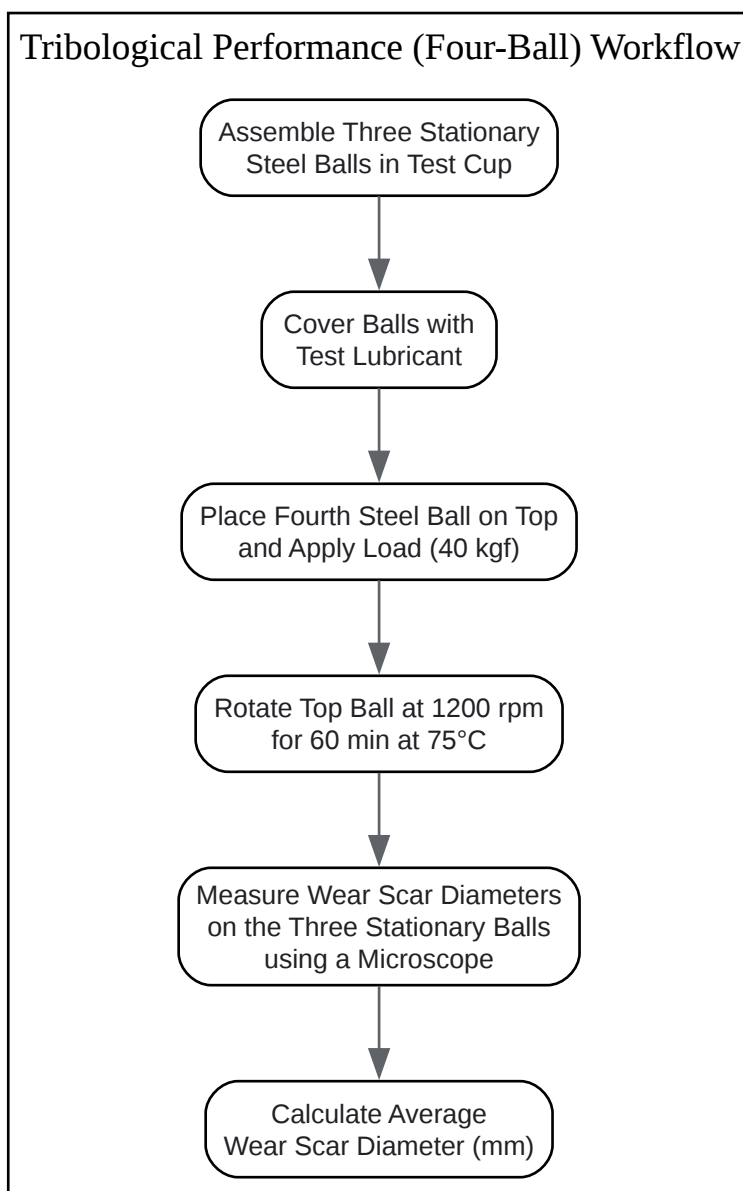 Tribological Performance (Four-Ball) Workflow
Assemble Three Stationary
Steel Balls in Test Cup
Cover Balls with
Test Lubricant
Place Fourth Steel Ball on Top
and Apply Load (40 kgf)
Rotate Top Ball at 1200 rpm
for 60 min at 75°C
Measure Wear Scar Diameters
on the Three Stationary Balls
using a Microscope
Calculate Average
Wear Scar Diameter (mm)